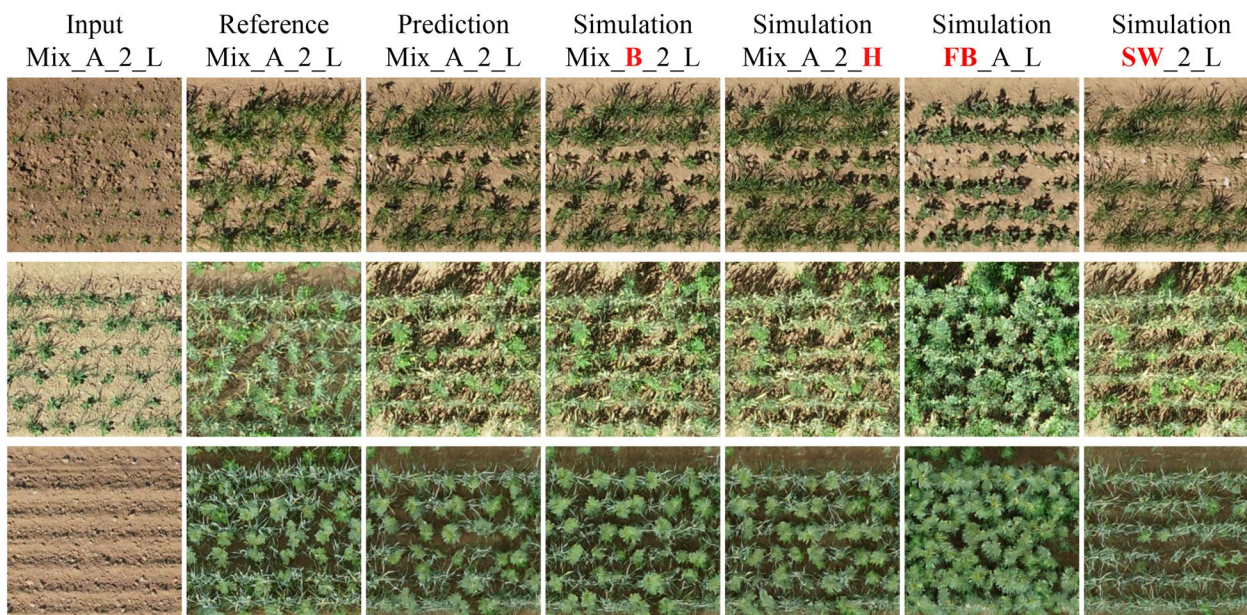 Input
Mix_A_2_L
Reference
Mix_A_2_L
Prediction
Mix_A_2_L
Simulation
Mix_B_2_L
Simulation
Mix_A_2_H
Simulation
FB_A_L
Simulation
SW_2_L